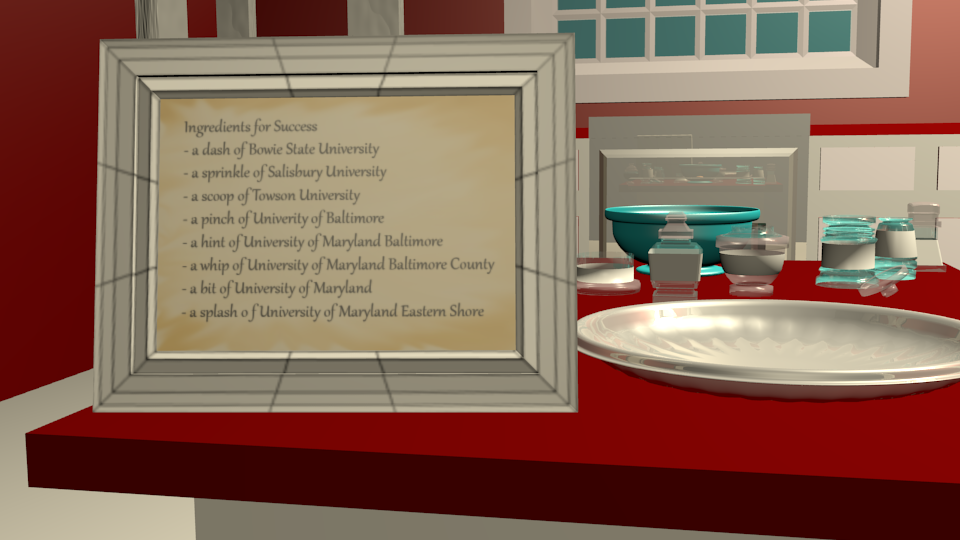 Ingredients for Success
- a dash of Bowie State University
- a sprinkle of Salisbury University
- a scoop of Towson University
- a pinch of Univerity of Baltimore
- a hint of University of Maryland Baltimore
- a whip of University of Maryland Baltimore County
- a bit of University of Maryland
- a splash o f University of Maryland Eastern Shore